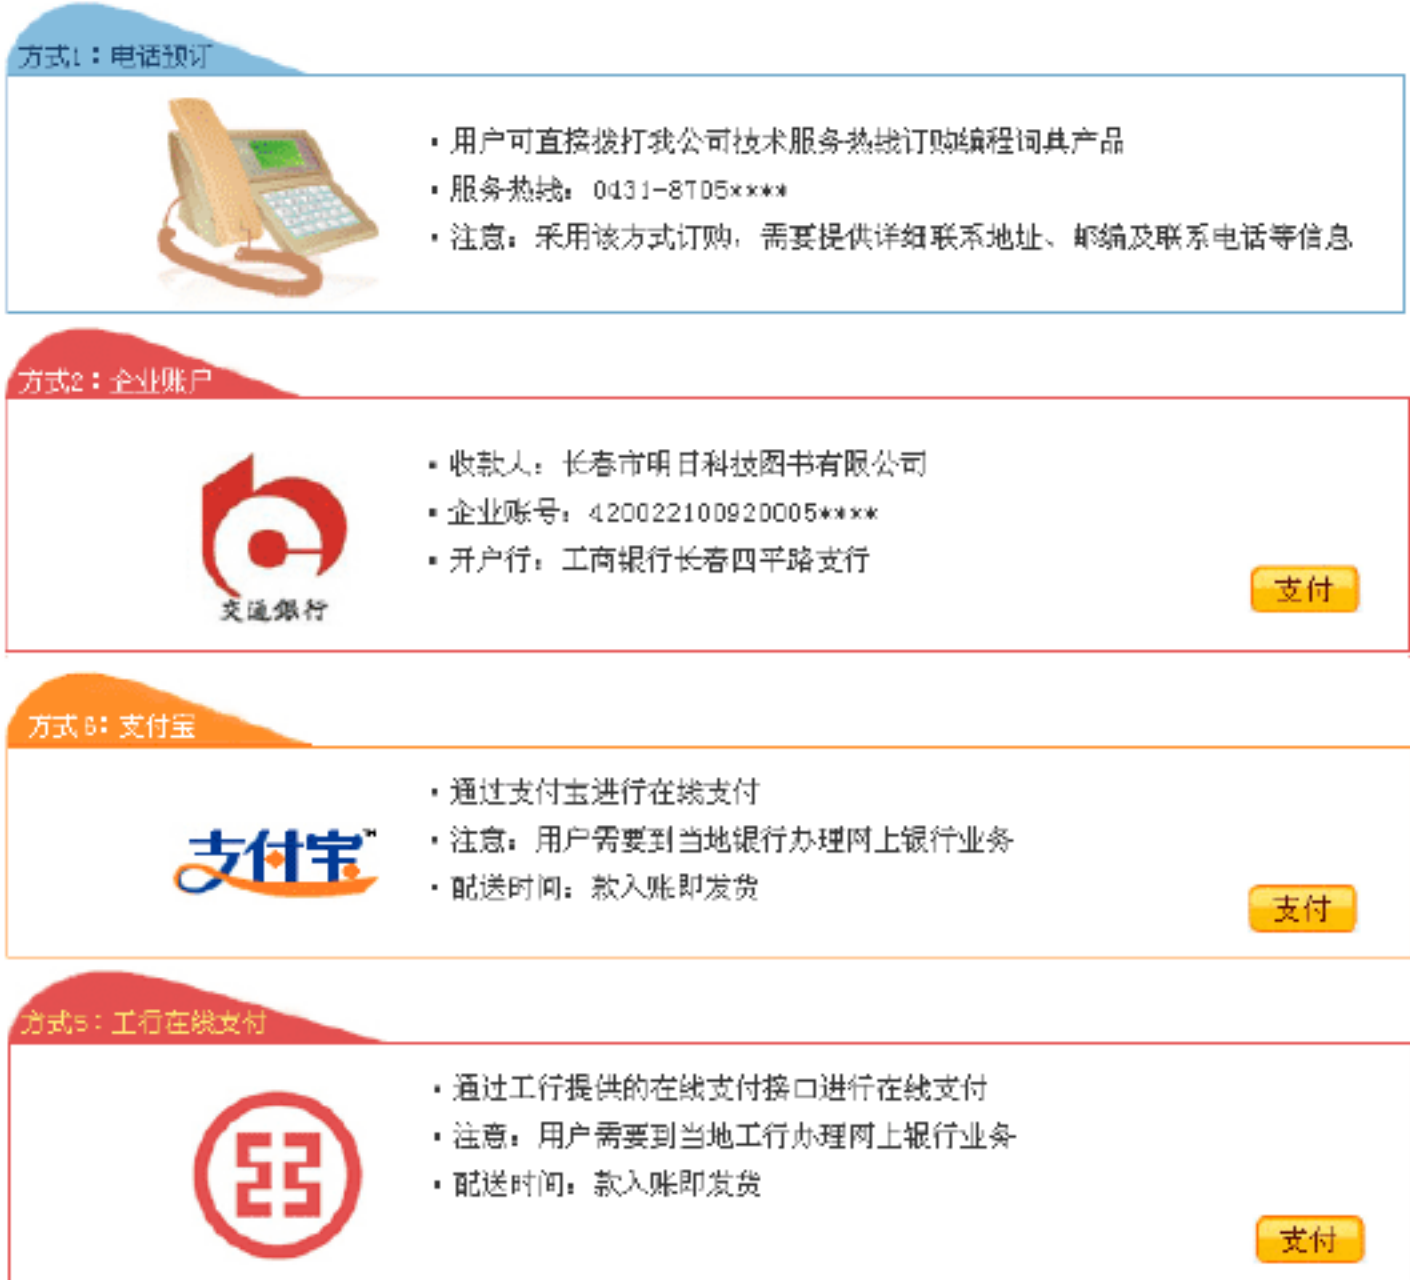 方式1：电话预订
▪ 用户可直接拨打我公司技术服务热线订购编程词典产品
▪ 服务热线：0431-8705****
▪ 注意：采用该方式订购，需要提供详细联系地址、邮编及联系电话等信息
方式2：企业账户
▪ 收款人：长春市明日科技图书有限公司
▪ 企业账号：420022100920005****
▪ 开户行：工商银行长春四平路支行
交通银行
支付
方式6：支付宝
▪ 通过支付宝进行在线支付
▪ 注意：用户需要到当地银行办理网上银行业务
▪ 配送时间：款入账即发货
支付宝™
支付
方式5：工行在线支付
▪ 通过工行提供的在线支付接口进行在线支付
▪ 注意：用户需要到当地工行办理网上银行业务
▪ 配送时间：款入账即发货
支付